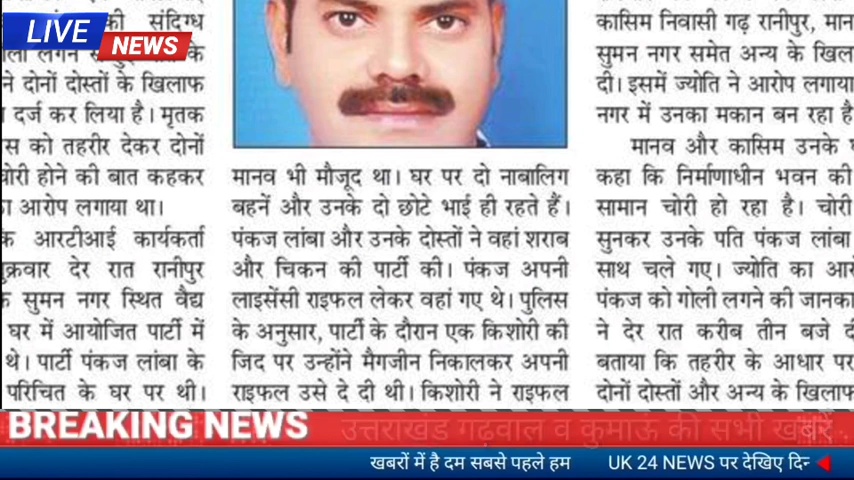 LIVE
NEWS
की संदिग्ध
ने दोनों दोस्तों के खिलाफ
दर्ज कर लिया है। मृतक
स को तहरीर देकर दोनों
चोरी होने की बात कहकर
ा आरोप लगाया था।
क आरटीआई कार्यकर्ता
ुक्रवार देर रात रानीपुर
क सुमन नगर स्थित वैद्य
घर में आयोजित पार्टी में
थे। पार्टी पंकज लांबा के
परिचित के घर पर थी।
मानव भी मौजूद था। घर पर दो नाबालिग
बहनें और उनके दो छोटे भाई ही रहते हैं।
पंकज लांबा और उनके दोस्तों ने वहां शराब
और चिकन की पार्टी की। पंकज अपनी
लाइसेंसी राइफल लेकर वहां गए थे। पुलिस
के अनुसार, पार्टी के दौरान एक किशोरी की
जिद पर उन्होंने मैगजीन निकालकर अपनी
राइफल उसे दे दी थी। किशोरी ने राइफल
कासिम निवासी गढ़ रानीपुर, मान
सुमन नगर समेत अन्य के खिल
दी। इसमें ज्योति ने आरोप लगाया
नगर में उनका मकान बन रहा है
मानव और कासिम उनके
कहा कि निर्माणाधीन भवन की
सामान चोरी हो रहा है। चोरी
सुनकर उनके पति पंकज लांबा
साथ चले गए। ज्योति का आर
पंकज को गोली लगने की जानका
ने देर रात करीब तीन बजे द
बताया कि तहरीर के आधार पर
दोनों दोस्तों और अन्य के खिलाफ
BREAKING NEWS
उत्तराखंड गढ़वाल व कुमाऊं की सभी खबरें
खबरों में है दम सबसे पहले हम UK 24 NEWS पर देखिए दिन